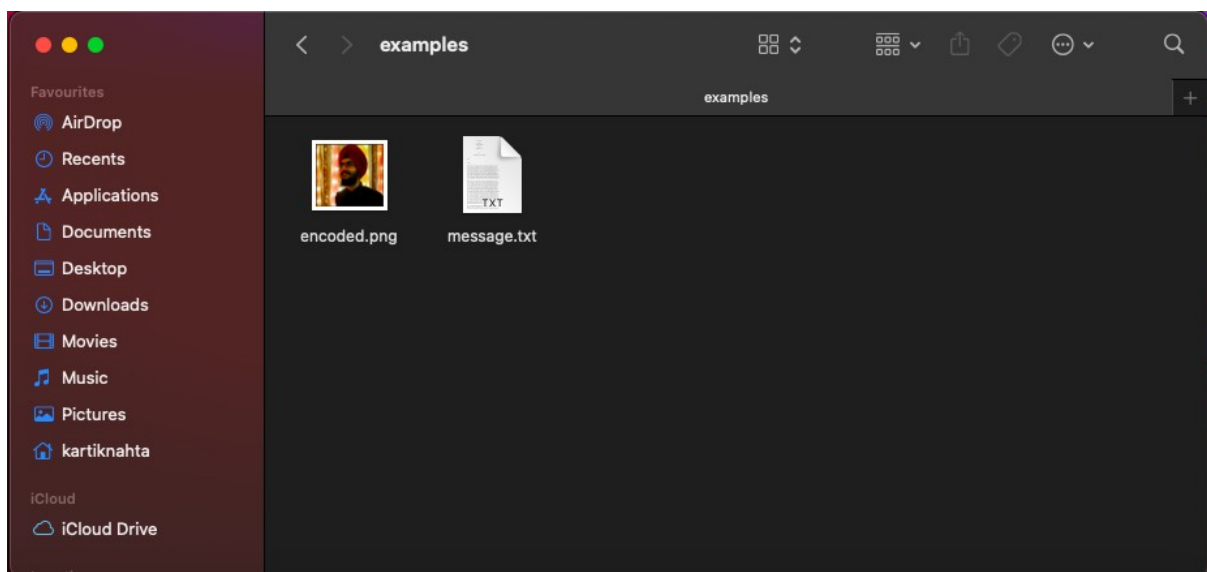 examples
examples
Favourites
AirDrop
Recents
Applications
Documents
Desktop
Downloads
Movies
Music
Pictures
kartiknahta
iCloud
iCloud Drive
encoded.png message.txt
TXT